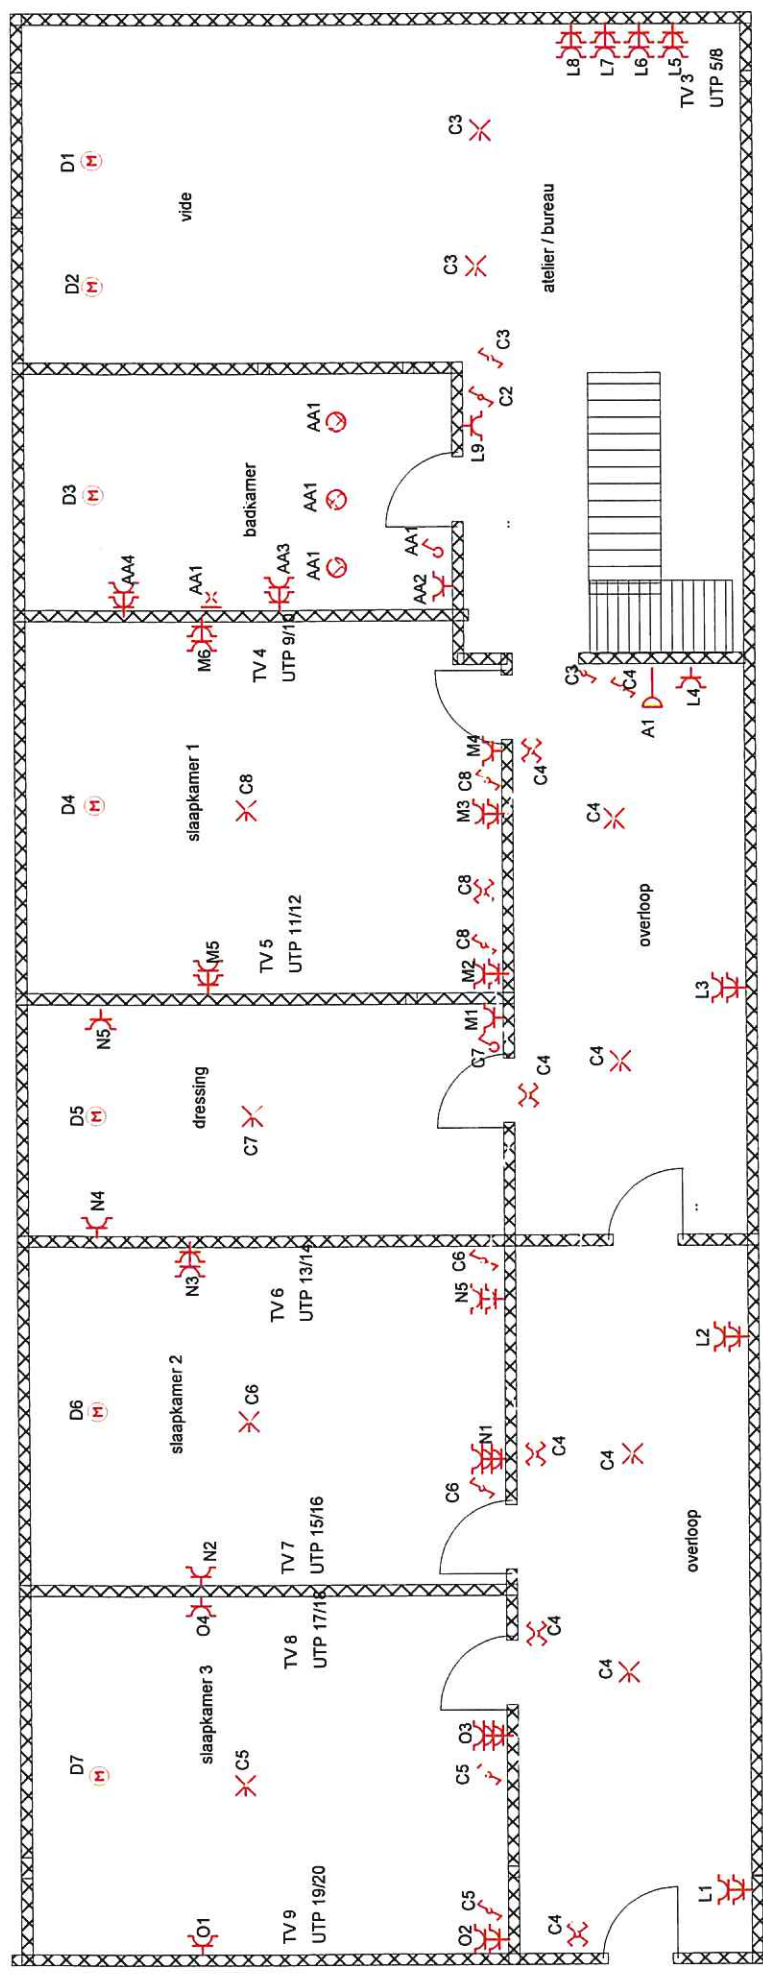 D7
D6
D5
D4
D3
D2
D1
M
M
M
M
M
M
M
N4
N5
AA4
O1
O4
N2
N3
M5
M6
AA1
slaapkamer 3
slaapkamer 2
dressing
slaapkamer 1
badkamer
vide
C5
C6
C7
C8
AA3
TV 9
UTP 19/20
TV 8
UTP 17/18
TV 7
UTP 15/16
TV 6
UTP 13/14
TV 5
UTP 11/12
TV 4
UTP 9/10
AA1
AA1
AA1
O2
C5
C5
O3
C6
N1
N5
C6
C7
M1
M2
C8
C8
M3
C8
M4
AA2
AA1
L9
C2
C3
C3
C3
C4
C4
C4
C4
C4
C4
C4
C4
C4
C3
C4
A1
L4
atelier / bureau
overloop
overloop
L1
L2
L3
L8
L7
L6
L5
TV 3
UTP 5/8